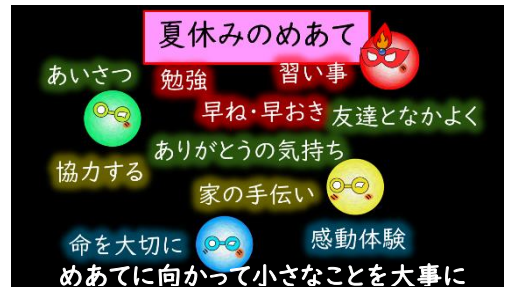 夏休みのめあて
あいさつ
勉強
習い事
早ね・早おき
友達となかよく
ありがとうの気持ち
協力する
家の手伝い
命を大切に
感動体験
めあてに向かって小さなことを大事に